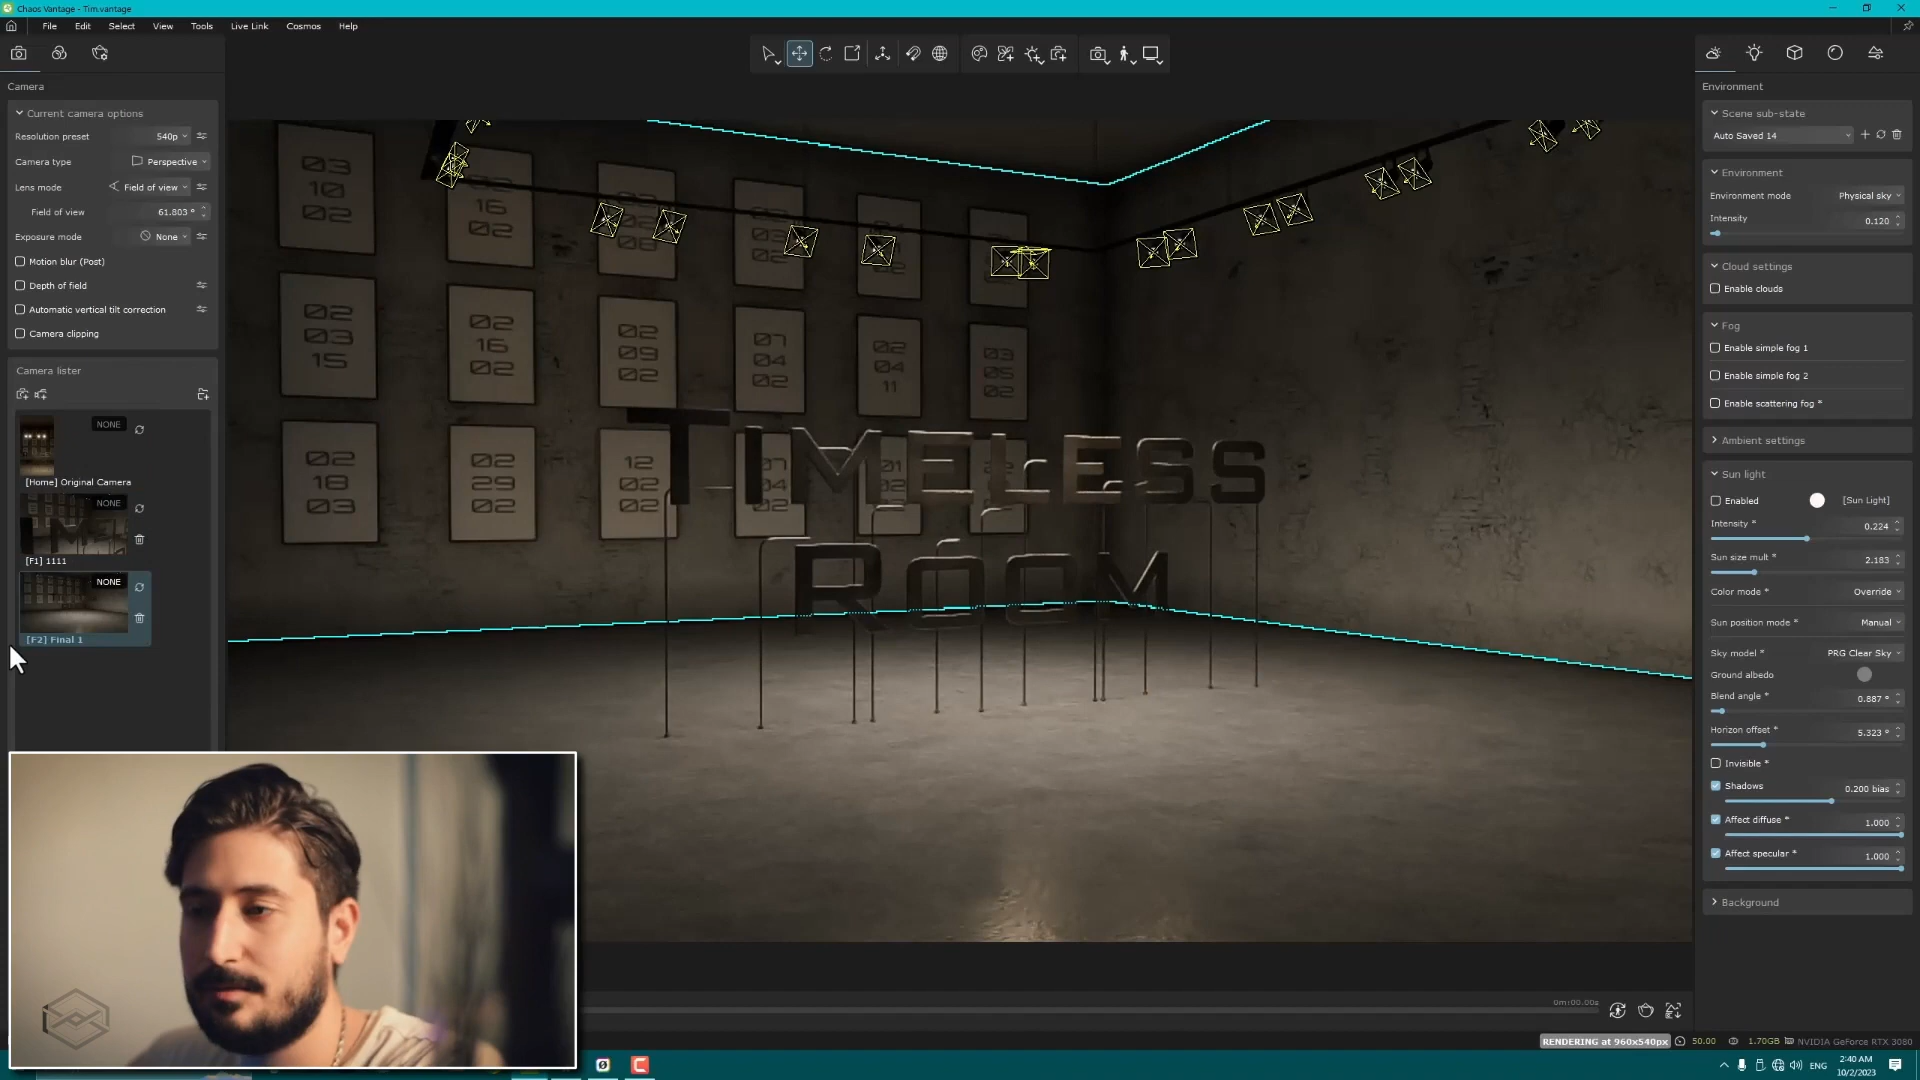 Chaos Vantage - Tim.vantage
File Edit Select View Tools Live Link Cosmos Help
Camera
Current camera options
Resolution preset 540p
Camera type Perspective
Lens mode Field of view
Field of view 61.803 °
Exposure mode None
Motion blur (Post)
Depth of field
Automatic vertical tilt correction
Camera clipping
Camera lister
NONE
[Home] Original Camera
NONE
[F1] 1111
NONE
[F2] Final 1
03
10
02
16
02
02
03
15
02
16
02
02
09
02
07
04
02
02
04
11
03
05
02
02
18
03
02
29
02
12
02
02
TIMELESS
ROOM
Environment
Scene sub-state
Auto Saved 14
Environment
Environment mode Physical sky
Intensity 0.120
Cloud settings
Enable clouds
Fog
Enable simple fog 1
Enable simple fog 2
Enable scattering fog *
Ambient settings
Sun light
Enabled [Sun Light]
Intensity * 0.224
Sun size mult * 2.183
Color mode * Override
Sun position mode * Manual
Sky model * PRG Clear Sky
Ground albedo
Blend angle * 0.887 °
Horizon offset * 5.323 °
Invisible *
Shadows 0.200 bias
Affect diffuse * 1.000
Affect specular * 1.000
Background
0m:00.00s
RENDERING at 960x540px 50.00 1.70GB NVIDIA GeForce RTX 3080
ENG
2:40 AM
10/2/2023